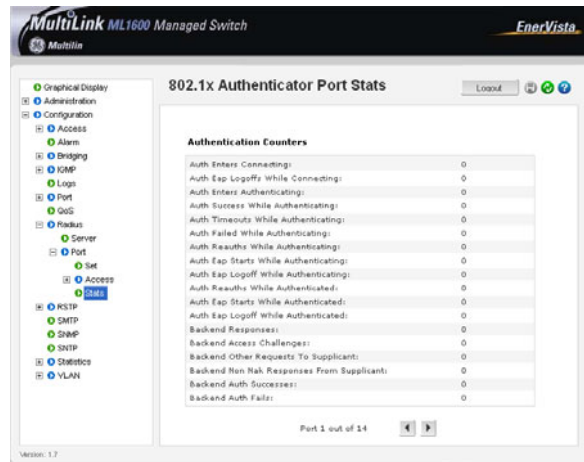 MultiLink ML1600 Managed Switch
EnerVista
GE Multilin
802.1x Authenticator Port Stats
Logout
Graphical Display
Administration
Configuration
Access
Alarm
Bridging
IGMP
Logs
Port
QoS
Radius
Server
Port
Set
Access
Stats
RSTP
SMTP
SNMP
SNTP
Statistics
VLAN
Authentication Counters
Auth Enters Connecting: 0
Auth Eap Logoffs While Connecting: 0
Auth Enters Authenticating: 0
Auth Success While Authenticating: 0
Auth Timeouts While Authenticating: 0
Auth Failed While Authenticating: 0
Auth Reauths While Authenticating: 0
Auth Eap Starts While Authenticating: 0
Auth Eap Logoff While Authenticating: 0
Auth Reauths While Authenticated: 0
Auth Eap Starts While Authenticated: 0
Auth Eap Logoff While Authenticated: 0
Backend Responses: 0
Backend Access Challenges: 0
Backend Other Requests To Supplicant: 0
Backend Non Nak Responses From Supplicant: 0
Backend Auth Successes: 0
Backend Auth Fails: 0
Port 1 out of 14
Version: 1.7